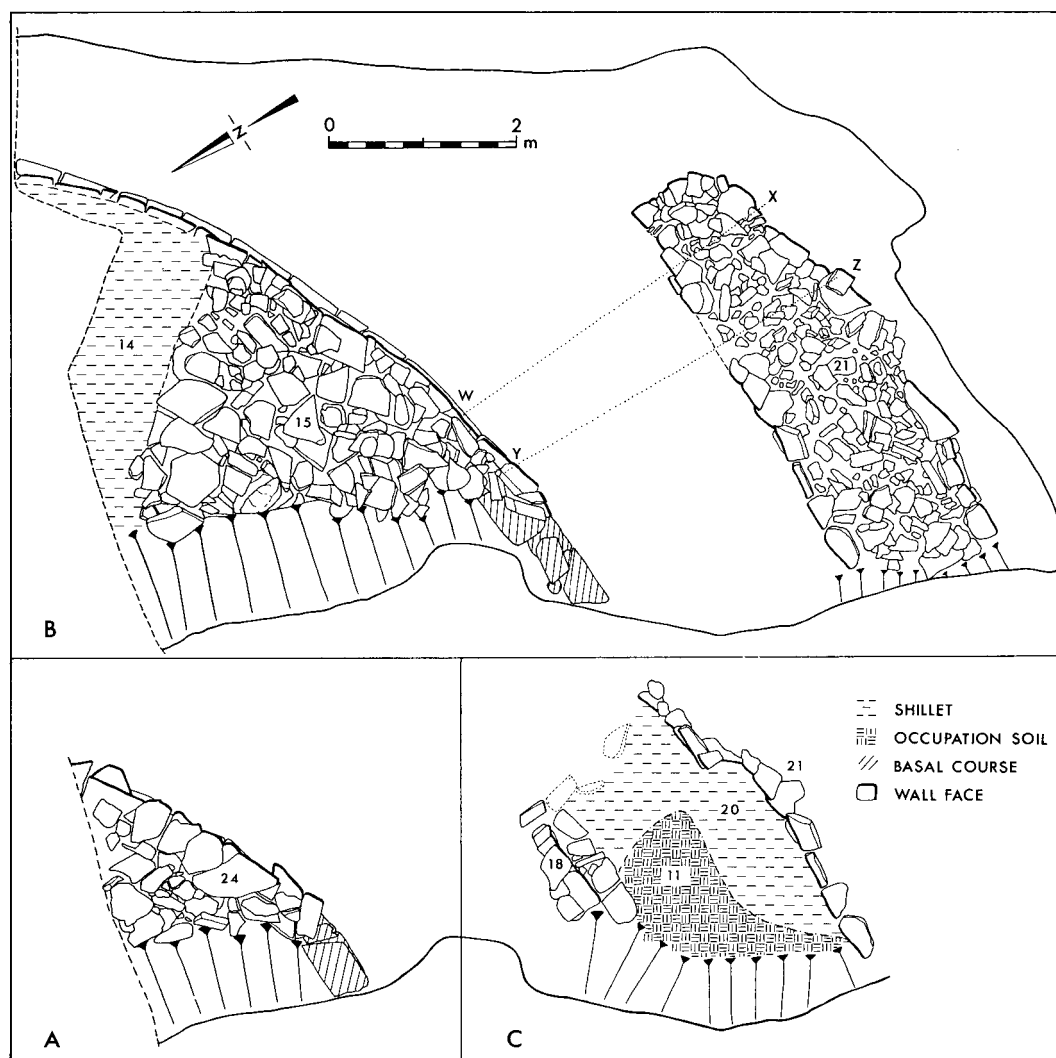 N
0
2
m
X
Z
14
21
W
15
Y
B
24
A
21
20
18
11
C
SHILLET
OCCUPATION SOIL
BASAL COURSE
WALL FACE